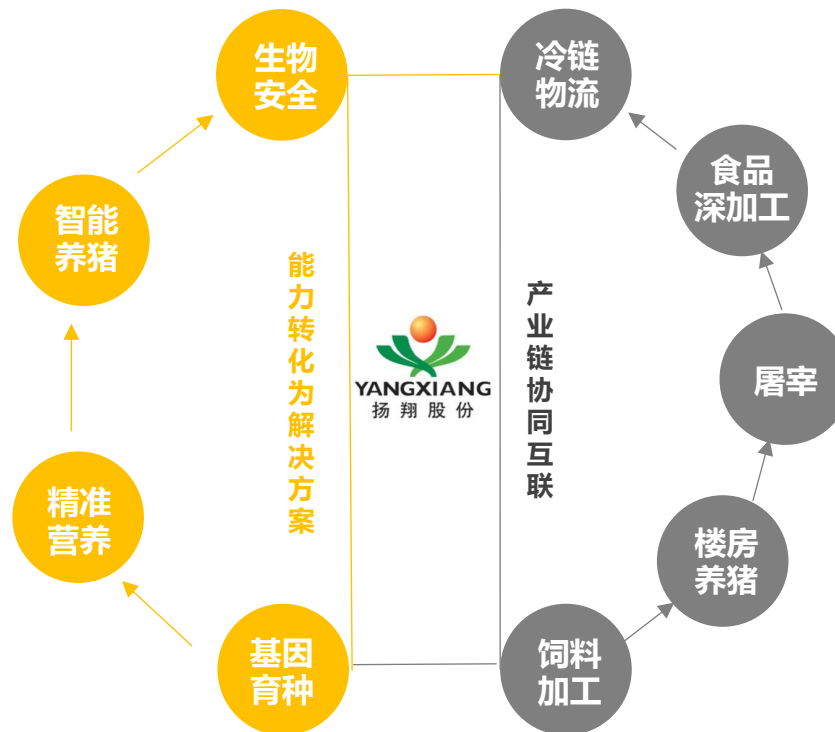 生物
安全
冷链
物流
智能
养猪
食品
深加工
能力转化为解决方案
YANGXIANG
扬翔股份
产业链协同互联
屠宰
精准
营养
楼房
养猪
基因
育种
饲料
加工